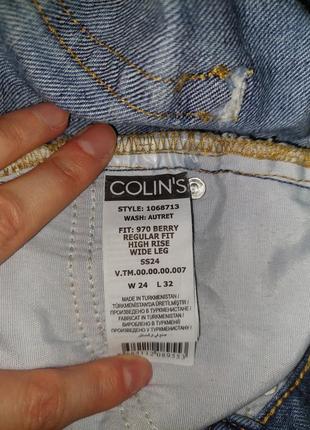 COLIN'S®
STYLE: 1068713
WASH: AUTRET
FIT: 970 BERRY
REGULAR FIT
HIGH RISE
WIDE LEG
SS24
V.TM.00.00.00.007
W 24 L 32
MADE IN TURKMENISTAN /
TÜRKMENİSTAN'DA ÜRETİLMİŞTİR /
ПРОИЗВЕДЕНО В ТУРКМЕНИСТАНЕ /
FABRICAT IN TURKMENISTAN /
ВИРОБЛЕНО В ТУРКМЕНІСТАНІ /